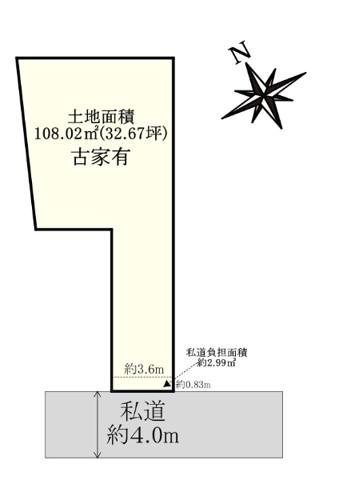 N
土地面積
108.02㎡(32.67坪)
古家有
私道負担面積
約2.99㎡
約3.6m
約0.83m
私道
約4.0m